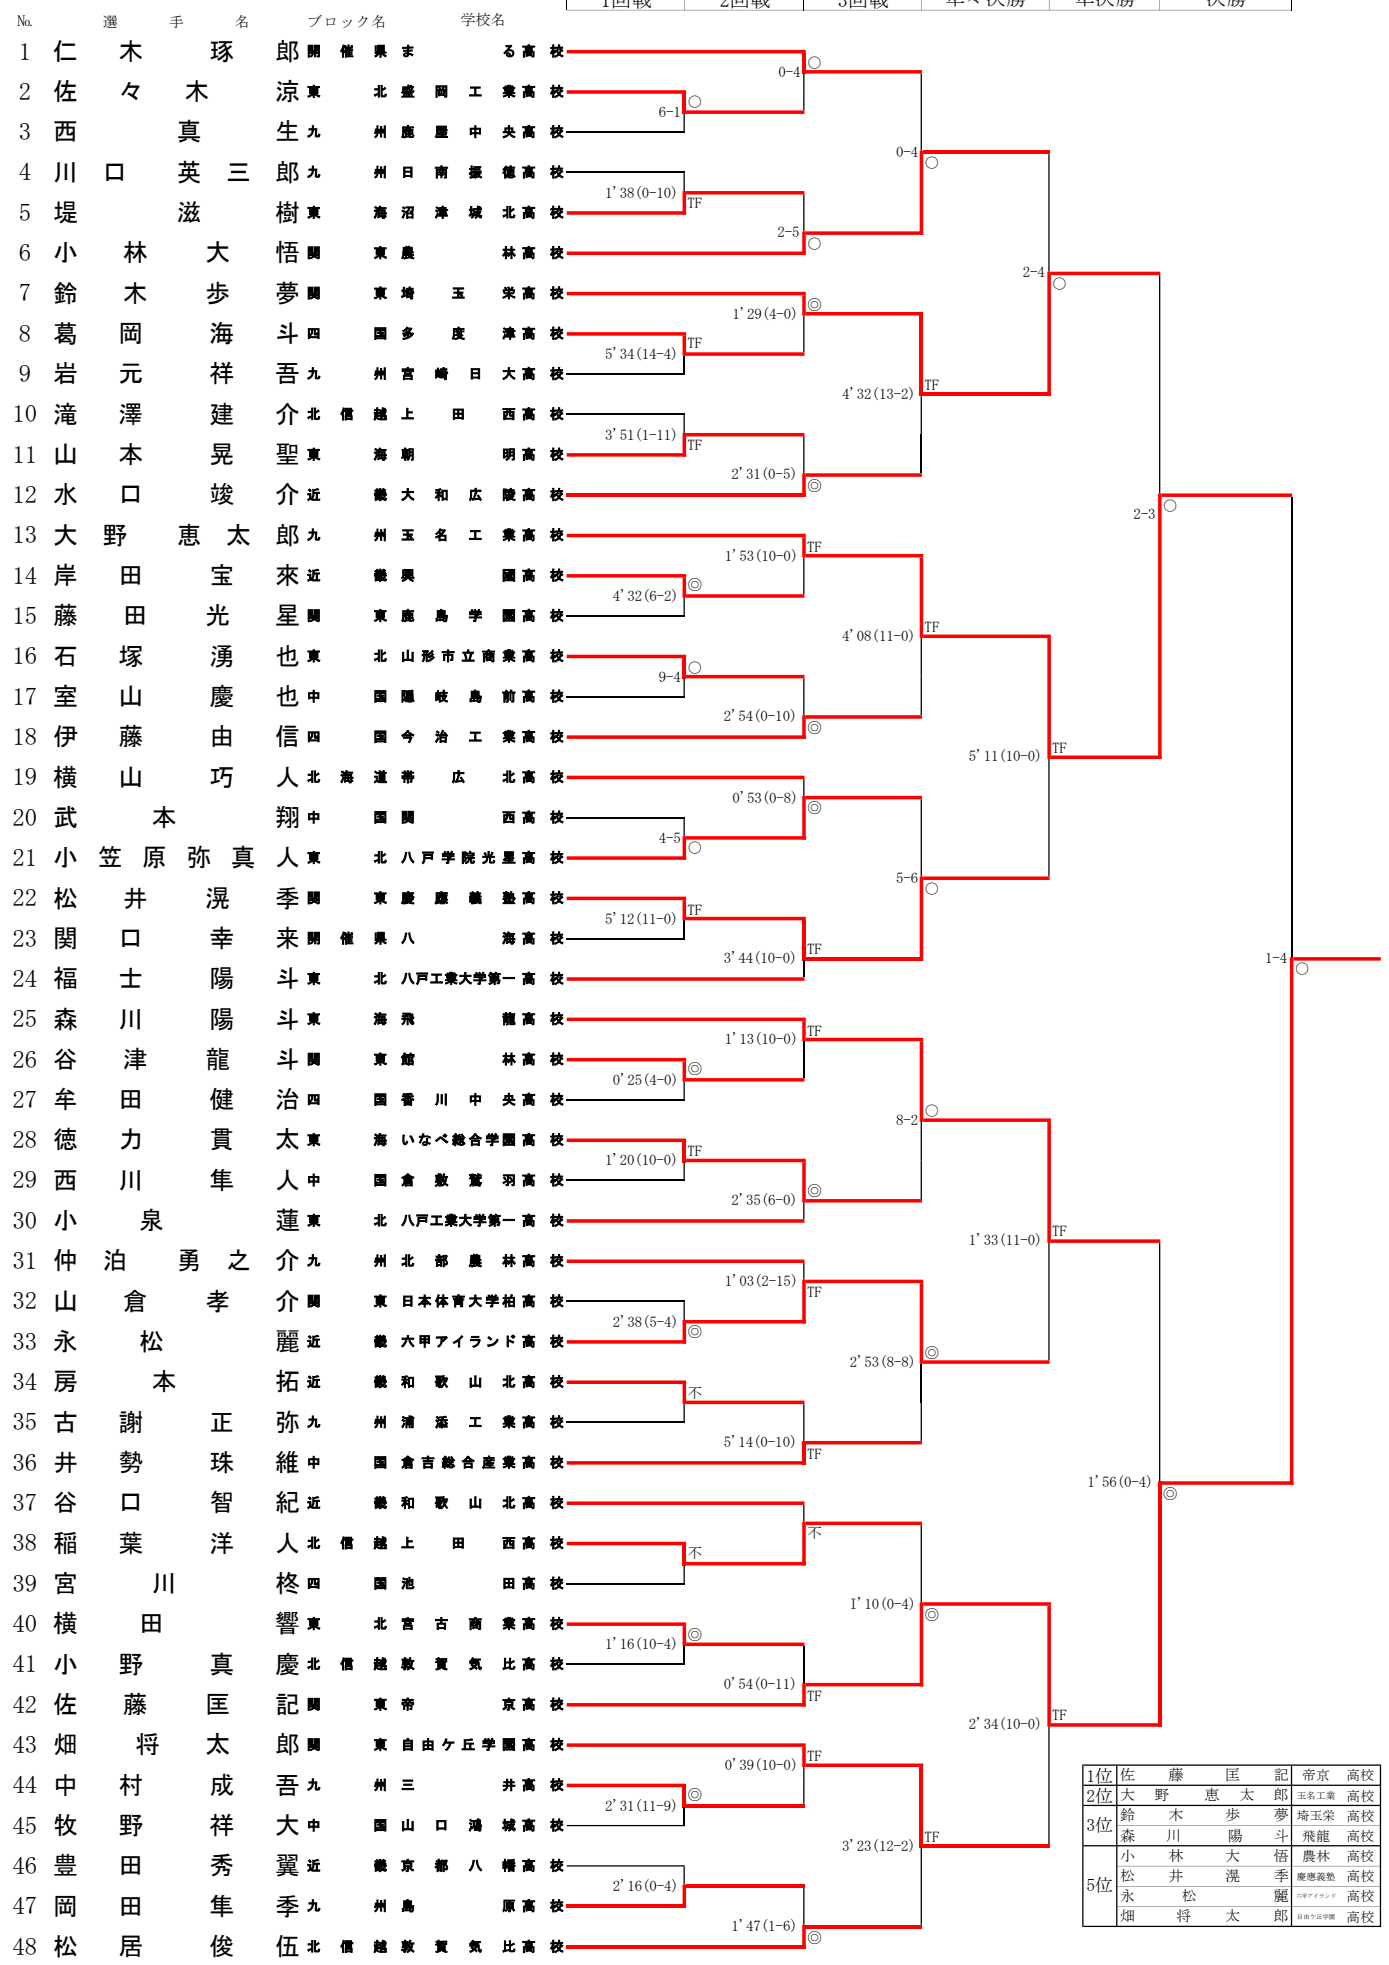 1回戦 2回戦 3回戦 準々決勝 準決勝 決勝
№ 選手名 ブロック名 学校名
1 仁木琢郎 開催県 まる高校
2 佐々木涼 東北 盛岡工業高校
3 西真生 九州 鹿屋中央高校
4 川口英三郎 九州 日南振徳高校
5 堤滋樹 東海 沼津城北高校
6 小林大悟 関東 農林高校
7 鈴木歩夢 関東 埼玉栄高校
8 葛岡海斗 四国 多度津高校
9 岩元祥吾 九州 宮崎日大高校
10 滝澤建介 北信越 上田西高校
11 山本晃聖 東海 朝明高校
12 水口竣介 近畿 大和広陵高校
13 大野恵太郎 九州 玉名工業高校
14 岸田宝來 近畿 興國高校
15 藤田光星 関東 鹿島学園高校
16 石塚湧也 東北 山形市立商業高校
17 室山慶也 中国 隠岐島前高校
18 伊藤由信 四国 今治工業高校
19 横山巧人 北海道 帯広北高校
20 武本翔 中国 関西高校
21 小笠原弥真人 東北 八戸学院光星高校
22 松井滉季 関東 慶應義塾高校
23 関口幸来 開催県 八海高校
24 福士陽斗 東北 八戸工業大学第一高校
25 森川陽斗 東海 飛龍高校
26 谷津龍斗 関東 館林高校
27 牟田健治 四国 香川中央高校
28 徳力貫太 東海 いなべ総合学園高校
29 西川隼人 中国 倉敷鷲羽高校
30 小泉蓮 東北 八戸工業大学第一高校
31 仲泊勇之介 九州 北部農林高校
32 山倉孝介 関東 日本体育大学柏高校
33 永松麗 近畿 六甲アイランド高校
34 房本拓 近畿 和歌山北高校
35 古謝正弥 九州 浦添工業高校
36 井勢珠維 中国 倉吉総合産業高校
37 谷口智紀 近畿 和歌山北高校
38 稲葉洋人 北信越 上田西高校
39 宮川柊 四国 池田高校
40 横田響 東北 宮古商業高校
41 小野真慶 北信越 敦賀気比高校
42 佐藤匡記 関東 帝京高校
43 畑将太郎 関東 自由ケ丘学園高校
44 中村成吾 九州 三井高校
45 牧野祥大 中国 山口鴻城高校
46 豊田秀翼 近畿 京都八幡高校
47 岡田隼季 九州 島原高校
48 松居俊伍 北信越 敦賀気比高校
6-1 ○
1'38(0-10) TF
5'34(14-4) TF
3'51(1-11) TF
4'32(6-2) ◎
9-4 ○
4-5 ○
5'12(11-0) TF
0'25(4-0) ◎
1'20(10-0) TF
2'38(5-4) ◎
不
不
1'16(10-4) ◎
2'31(11-9) ◎
2'16(0-4)
0-4 ○
2-5 ○
1'29(4-0) ◎
2'31(0-5) ◎
1'53(10-0) TF
2'54(0-10) ◎
0'53(0-8) ◎
3'44(10-0) TF
1'13(10-0) TF
2'35(6-0) ◎
1'03(2-15) TF
5'14(0-10) TF
不
0'54(0-11) TF
0'39(10-0) TF
1'47(1-6) ◎
0-4 ○
4'32(13-2) TF
4'08(11-0) TF
5-6 ○
8-2 ○
2'53(8-8) ◎
1'10(0-4) ◎
3'23(12-2) TF
2-4 ○
5'11(10-0) TF
1'33(11-0) TF
2'34(10-0) TF
2-3 ○
1'56(0-4) ◎
1-4 ○
1位 佐藤匡記 帝京 高校
2位 大野恵太郎 玉名工業 高校
3位 鈴木歩夢 埼玉栄 高校
森川陽斗 飛龍 高校
5位 小林大悟 農林 高校
松井滉季 慶應義塾 高校
永松麗 六甲アイランド 高校
畑将太郎 自由ケ丘学園 高校